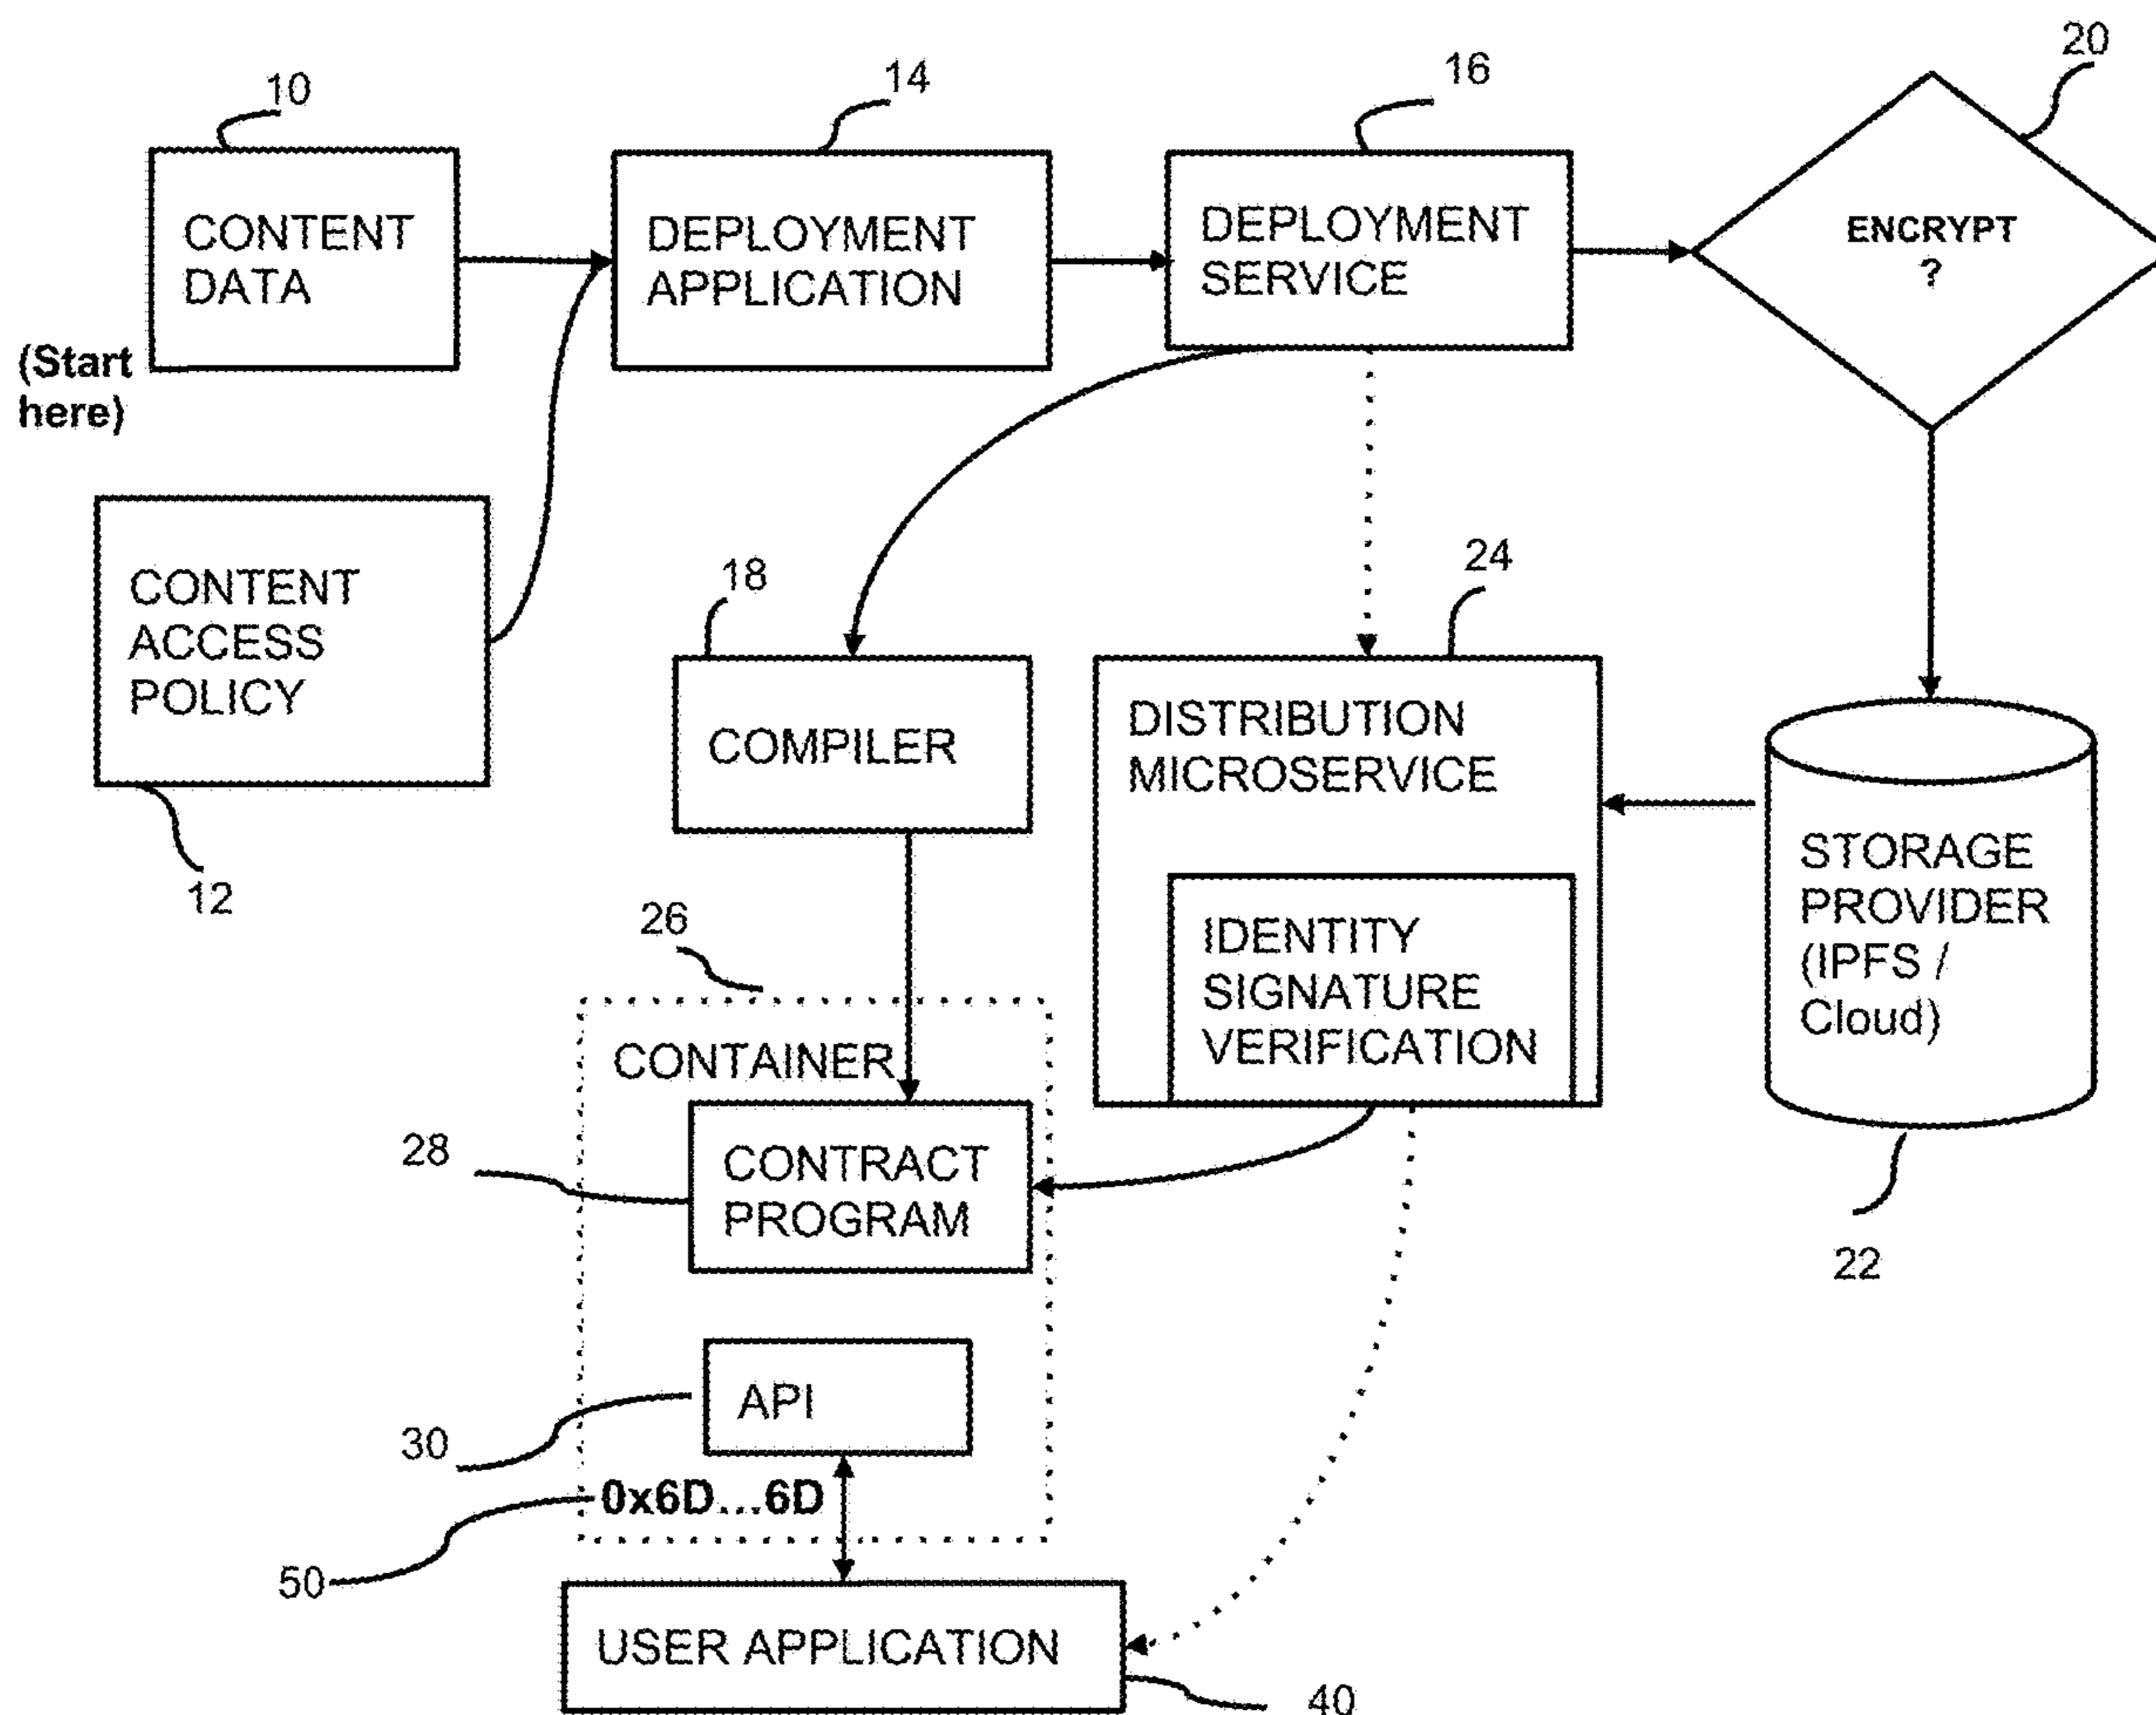 10
14
16
20
CONTENT
DATA
DEPLOYMENT
APPLICATION
DEPLOYMENT
SERVICE
ENCRYPT
?
(Start
here)
CONTENT
ACCESS
POLICY
12
18
COMPILER
24
DISTRIBUTION
MICROSERVICE
IDENTITY
SIGNATURE
VERIFICATION
STORAGE
PROVIDER
(IPFS /
Cloud)
22
26
CONTAINER
28
CONTRACT
PROGRAM
30
API
0x6D...6D
50
USER APPLICATION
40